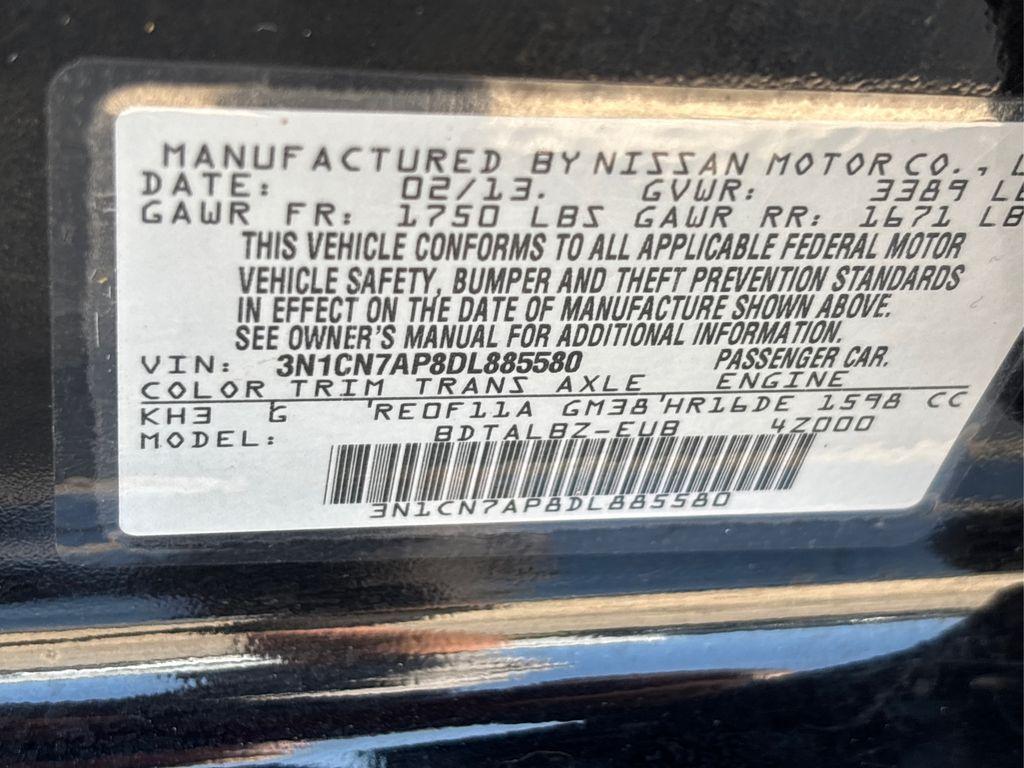 MANUFACTURED BY NISSAN MOTOR CO., L
DATE: 02/13. GVWR: 3389 LB
GAWR FR: 1750 LBS GAWR RR: 1671 LB
THIS VEHICLE CONFORMS TO ALL APPLICABLE FEDERAL MOTOR
VEHICLE SAFETY, BUMPER AND THEFT PREVENTION STANDARDS
IN EFFECT ON THE DATE OF MANUFACTURE SHOWN ABOVE.
SEE OWNER'S MANUAL FOR ADDITIONAL INFORMATION.
VIN: 3N1CN7AP8DL885580 PASSENGER CAR.
COLOR TRIM TRANS AXLE ENGINE
KH3 G RE0F11A GM38 HR16DE 1598 CC
MODEL: BDTALBZ-EUB 4Z000
3N1CN7AP8DL885580